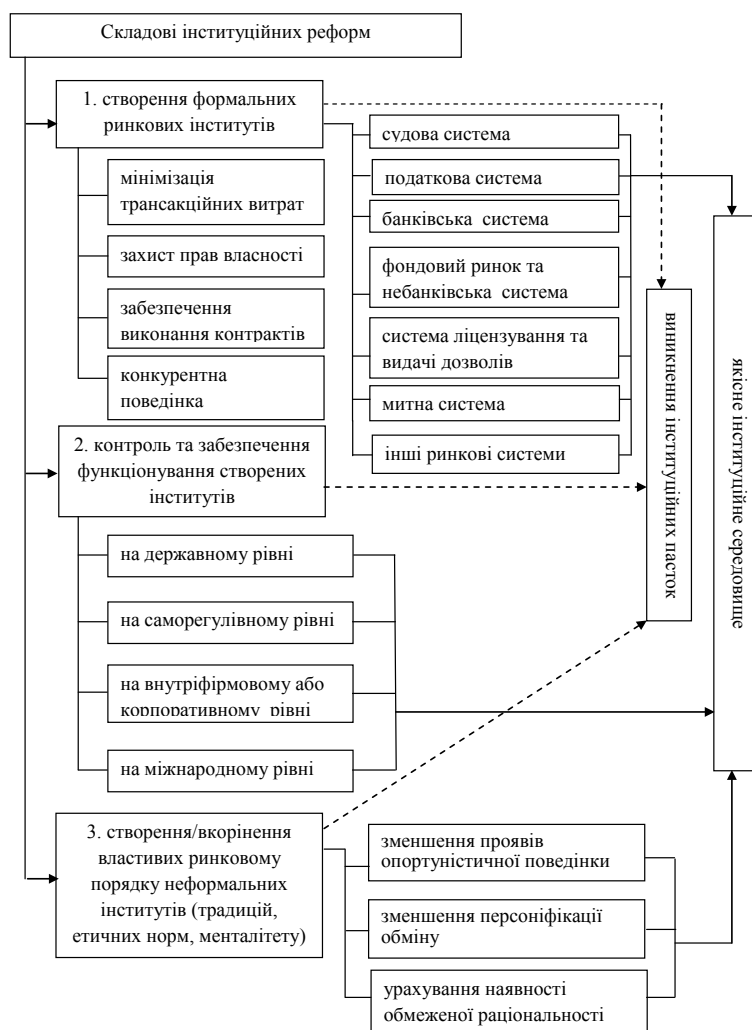 Складові інституційних реформ
1. створення формальних
ринкових інститутів
мінімізація
трансакційних витрат
захист прав власності
забезпечення
виконання контрактів
конкурентна
поведінка
судова система
податкова система
банківська система
фондовий ринок та
небанківська система
система ліцензування та
видачі дозволів
митна система
інші ринкові системи
2. контроль та забезпечення
функціонування створених
інститутів
на державному рівні
на саморегулівному рівні
на внутріфірмовому або
корпоративному рівні
на міжнародному рівні
3. створення/вкорінення
властивих ринковому
порядку неформальних
інститутів (традицій,
етичних норм, менталітету)
зменшення проявів
опортуністичної поведінки
зменшення персоніфікації
обміну
урахування наявності
обмеженої раціональності
виникнення інституційних пасток
якісне інституційне середовище